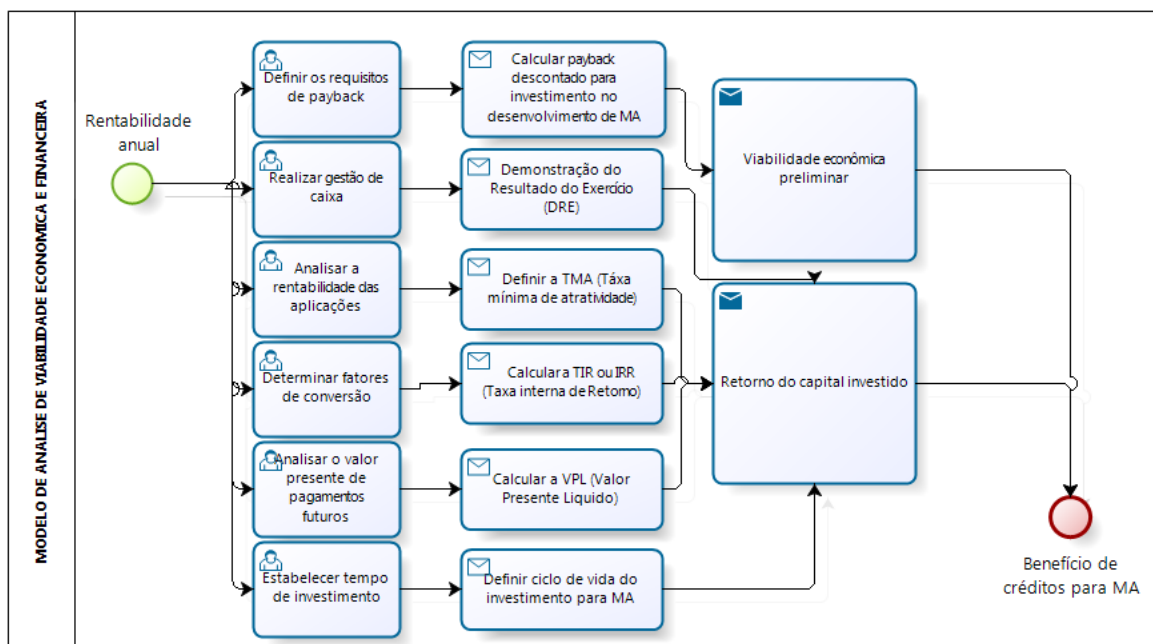 MODELO DE ANALISE DE VIABILIDADE ECONOMICA E FINANCEIRA
Rentabilidade
anual
Definir os requisitos
de payback
Calcular payback
descontado para
investimento no
desenvolvimento de MA
Realizar gestão de
caixa
Demonstração do
Resultado do Exercício
(DRE)
Analisar a
rentabilidade das
aplicações
Definir a TMA (Táxa
mínima de atratividade)
Determinar fatores
de conversão
Calcular a TIR ou IRR
(Taxa interna de Retorno)
Analisar o valor
presente de
pagamentos
futuros
Calcular a VPL (Valor
Presente Liquido)
Estabelecer tempo
de investimento
Definir ciclo de vida do
investimento para MA
Viabilidade econômica
preliminar
Retorno do capital investido
Benefício de
créditos para MA